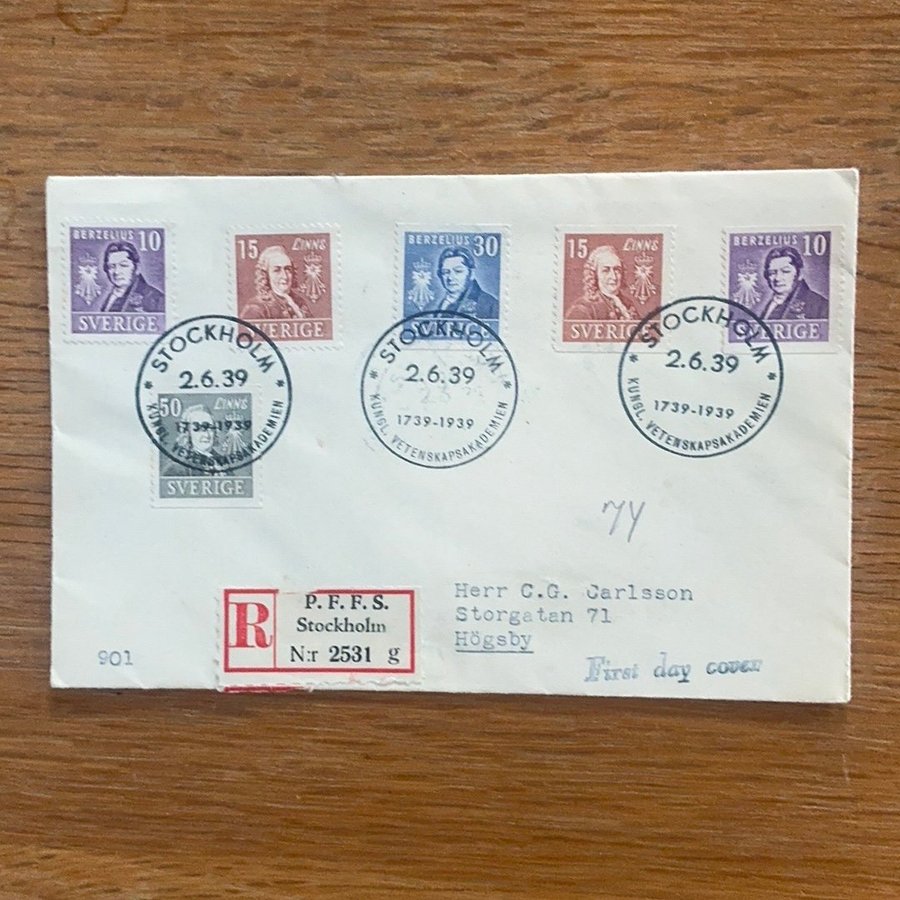 BERZELIUS 10
SVERIGE
15 LINNÉ
SVERIGE
BERZELIUS 30
SVERIGE
15 LINNÉ
SVERIGE
BERZELIUS 10
SVERIGE
* STOCKHOLM *
2.6.39
1739-1939
KUNGL. VETENSKAPSAKADEMIEN
* STOCKHOLM *
2.6.39
1739-1939
KUNGL. VETENSKAPSAKADEMIEN
* STOCKHOLM *
2.6.39
1739-1939
KUNGL. VETENSKAPSAKADEMIEN
50 LINNÉ
SVERIGE
Herr C.G. Carlsson
Storgatan 71
Högsby
R
P. F. F. S.
Stockholm
N:r 2531 g
901
First day cover